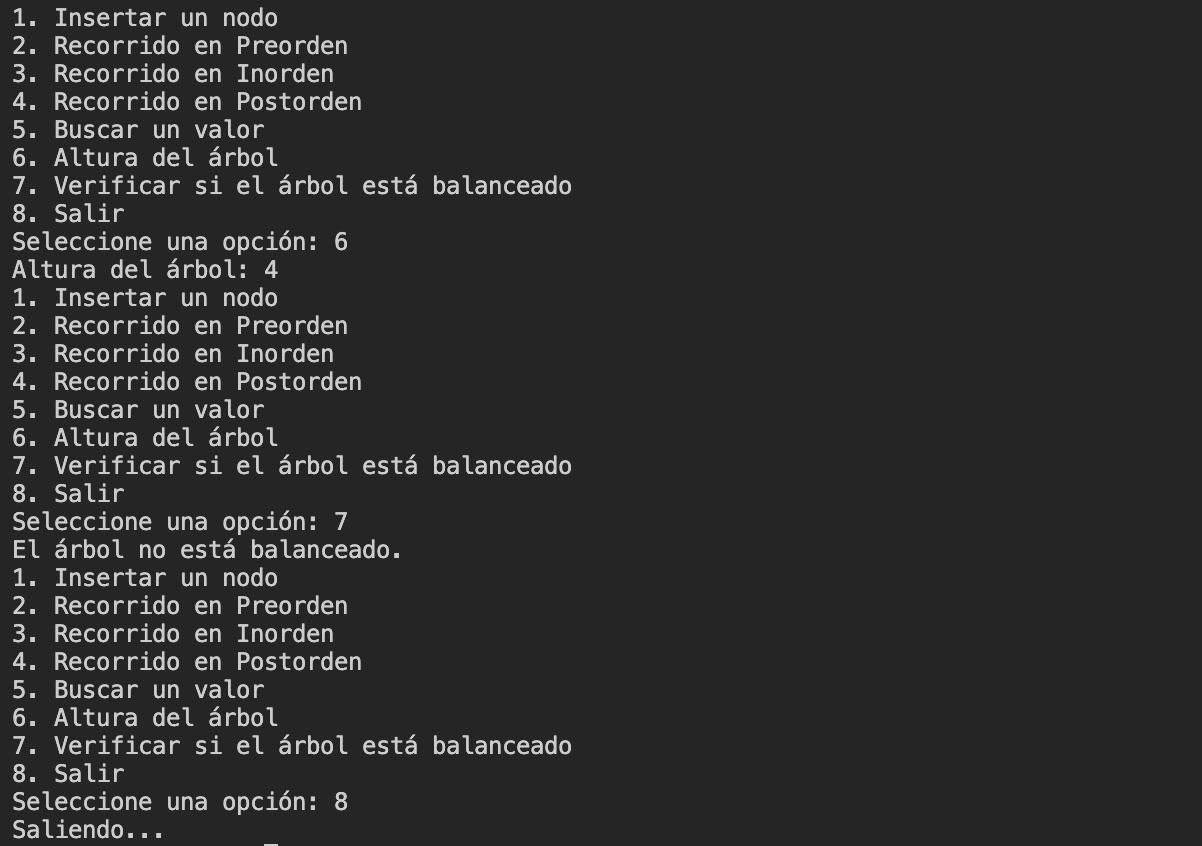 1. Insertar un nodo
2. Recorrido en Preorden
3. Recorrido en Inorden
4. Recorrido en Postorden
5. Buscar un valor
6. Altura del árbol
7. Verificar si el árbol está balanceado
8. Salir
Seleccione una opción: 6
Altura del árbol: 4
1. Insertar un nodo
2. Recorrido en Preorden
3. Recorrido en Inorden
4. Recorrido en Postorden
5. Buscar un valor
6. Altura del árbol
7. Verificar si el árbol está balanceado
8. Salir
Seleccione una opción: 7
El árbol no está balanceado.
1. Insertar un nodo
2. Recorrido en Preorden
3. Recorrido en Inorden
4. Recorrido en Postorden
5. Buscar un valor
6. Altura del árbol
7. Verificar si el árbol está balanceado
8. Salir
Seleccione una opción: 8
Saliendo...